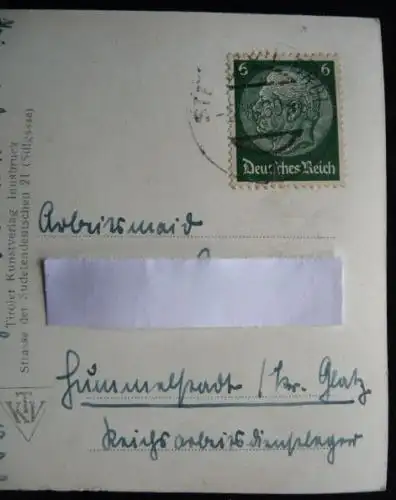 6 6
Deutsches Reich
Arbeitsmaid
Hummelstadt / Kr. Glatz
Reichsarbeitsdienstlager
Tiroler Kunstverlag Innsbruck
Strasse der Sudetendeutschen 21 (Sillgasse)